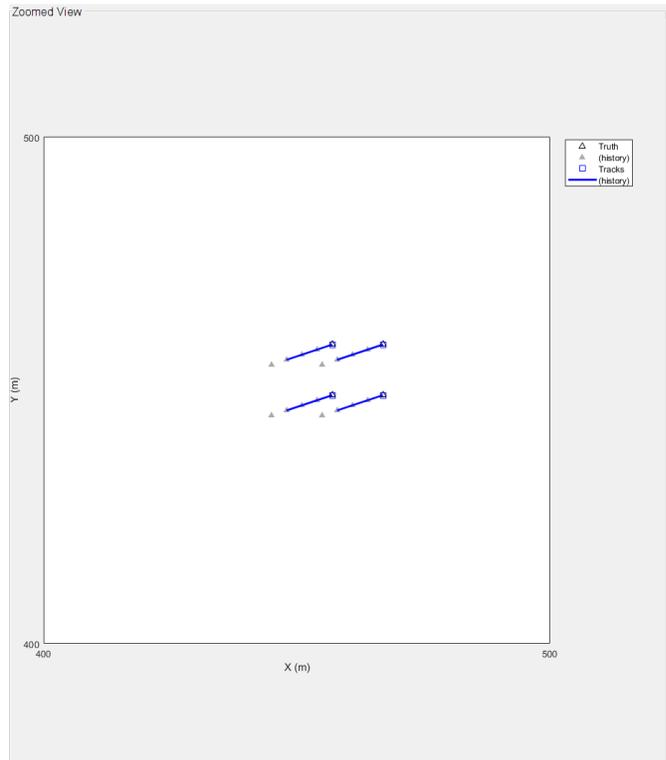 Zoomed View
500
Truth
(history)
Tracks
(history)
Y (m)
400
400
500
X (m)